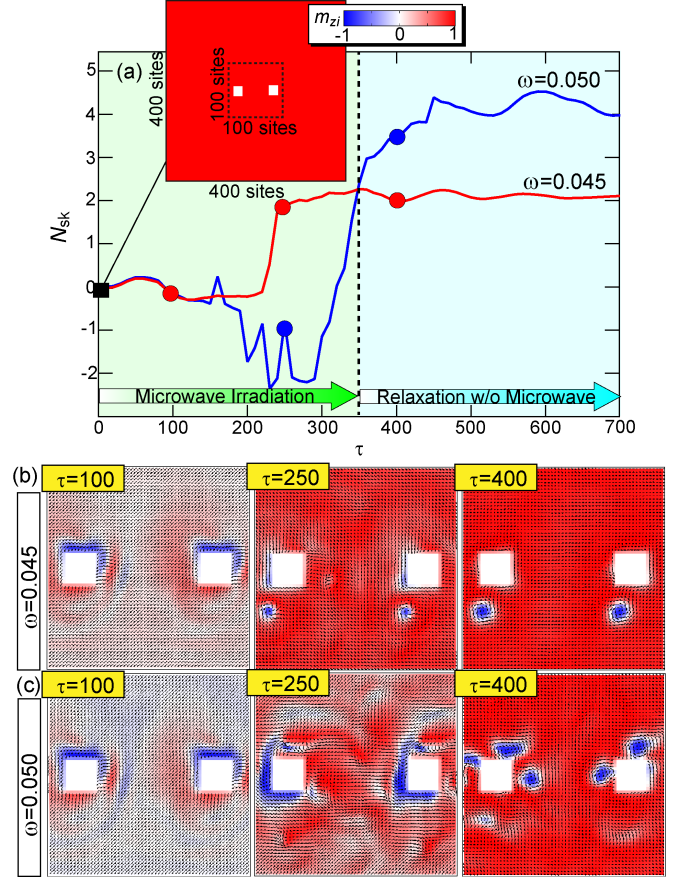 m_zi
-1 0 1
(a)
400 sites
100 sites
100 sites
400 sites
ω=0.050
ω=0.045
N_sk
5
4
3
2
1
0
-1
-2
Microwave Irradiation
Relaxation w/o Microwave
0 100 200 300 400 500 600 700
τ
(b)
τ=100
τ=250
τ=400
ω=0.045
(c)
τ=100
τ=250
τ=400
ω=0.050